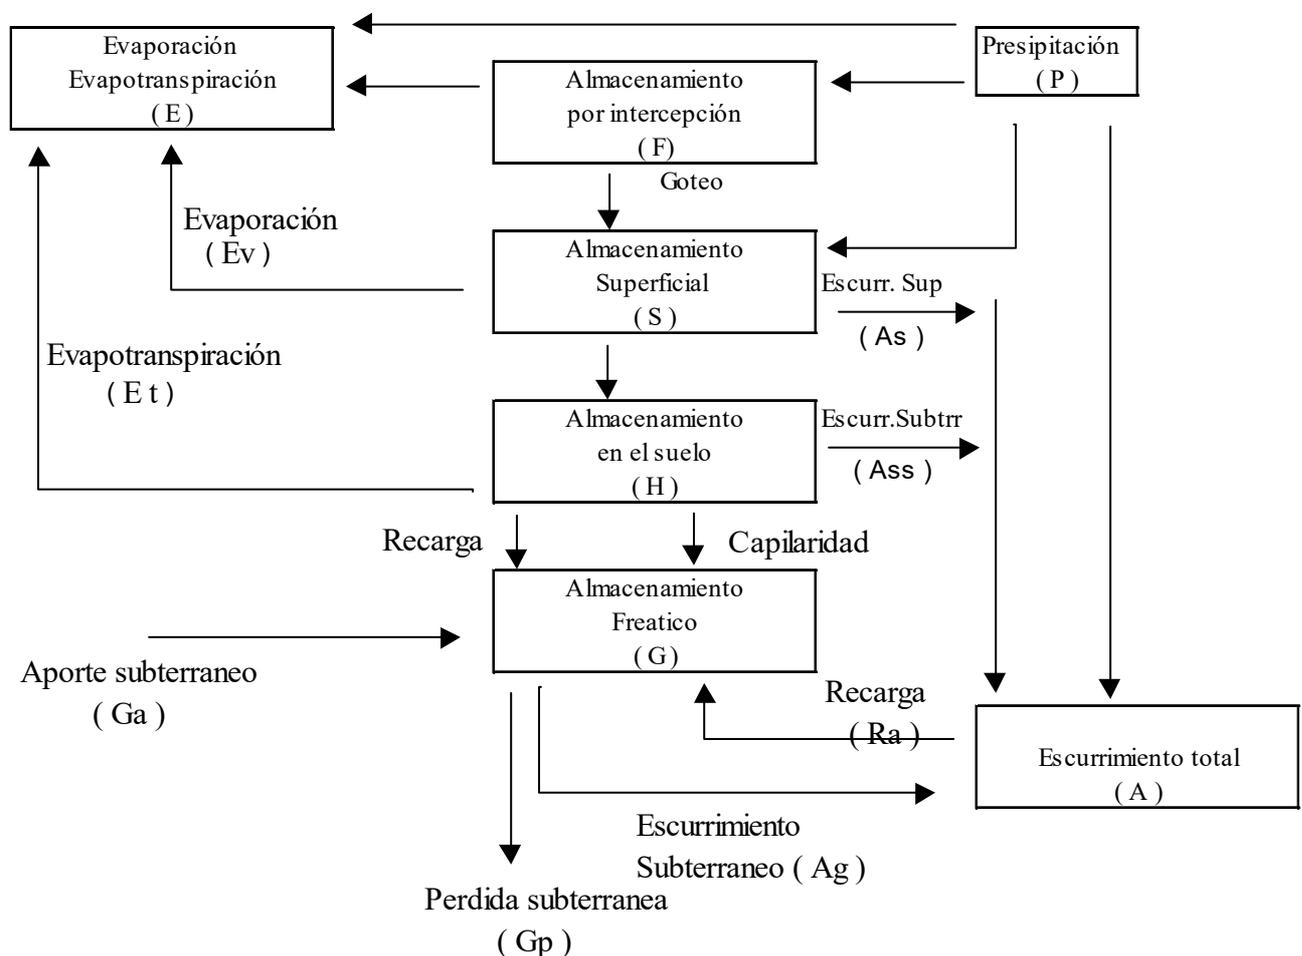 Evaporación
Evapotranspiración
( E )
Presipitación
( P )
Almacenamiento
por intercepción
( F)
Goteo
Evaporación
( Ev )
Almacenamiento
Superficial
( S )
Escurr. Sup
( As )
Evapotranspiración
( E t )
Almacenamiento
en el suelo
( H )
Escurr.Subtrr
( Ass )
Recarga
Capilaridad
Almacenamiento
Freatico
( G )
Aporte subterraneo
( Ga )
Recarga
( Ra )
Escurrimiento total
( A )
Escurrimiento
Subterraneo ( Ag )
Perdida subterranea
( Gp )